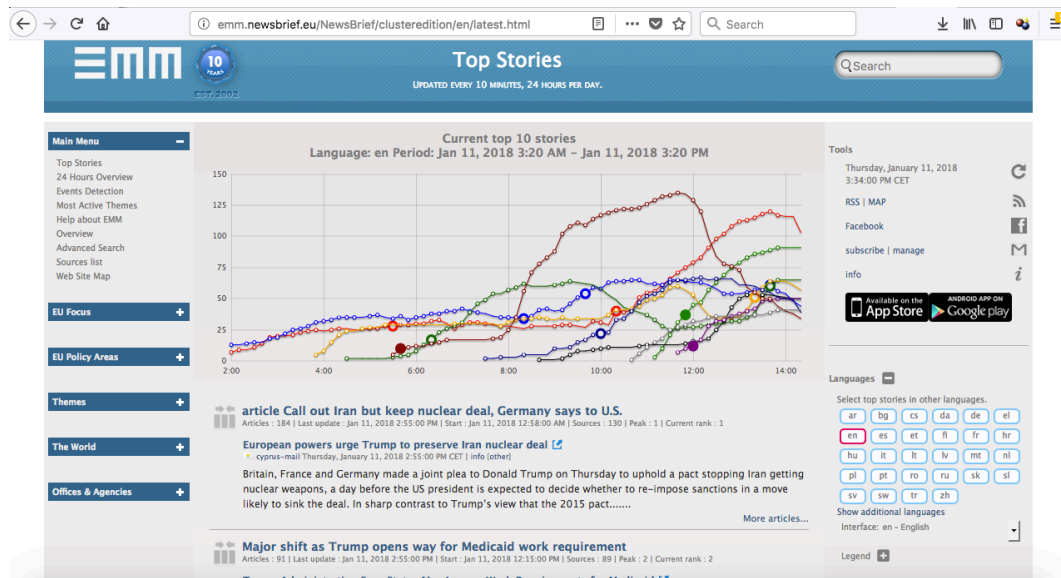 emm.newsbrief.eu/NewsBrief/clusteredition/en/latest.html
Search
EMM
10
YEARS
EST. 2002
Top Stories
UPDATED EVERY 10 MINUTES, 24 HOURS PER DAY.
Search
Main Menu
Top Stories
24 Hours Overview
Events Detection
Most Active Themes
Help about EMM
Overview
Advanced Search
Sources list
Web Site Map
EU Focus
EU Policy Areas
Themes
The World
Offices & Agencies
Current top 10 stories
Language: en Period: Jan 11, 2018 3:20 AM - Jan 11, 2018 3:20 PM
150
125
100
75
50
25
0
2:00 4:00 6:00 8:00 10:00 12:00 14:00
article Call out Iran but keep nuclear deal, Germany says to U.S.
Articles : 184 | Last update : Jan 11, 2018 2:55:00 PM | Start : Jan 11, 2018 12:58:00 AM | Sources : 130 | Peak : 1 | Current rank : 1
European powers urge Trump to preserve Iran nuclear deal
cyprus-mail Thursday, January 11, 2018 2:55:00 PM CET | info [other]
Britain, France and Germany made a joint plea to Donald Trump on Thursday to uphold a pact stopping Iran getting
nuclear weapons, a day before the US president is expected to decide whether to re-impose sanctions in a move
likely to sink the deal. In sharp contrast to Trump's view that the 2015 pact.......
More articles...
Major shift as Trump opens way for Medicaid work requirement
Articles : 91 | Last update : Jan 11, 2018 2:55:00 PM | Start : Jan 11, 2018 12:15:00 PM | Sources : 89 | Peak : 2 | Current rank : 2
Tools
Thursday, January 11, 2018
3:34:00 PM CET
RSS | MAP
Facebook
subscribe | manage
info
Available on the
App Store
ANDROID APP ON
Google play
Languages
Select top stories in other languages.
ar bg cs da de el
en es et fi fr hr
hu it lt lv mt nl
pl pt ro ru sk sl
sv sw tr zh
Show additional languages
Interface: en - English
Legend